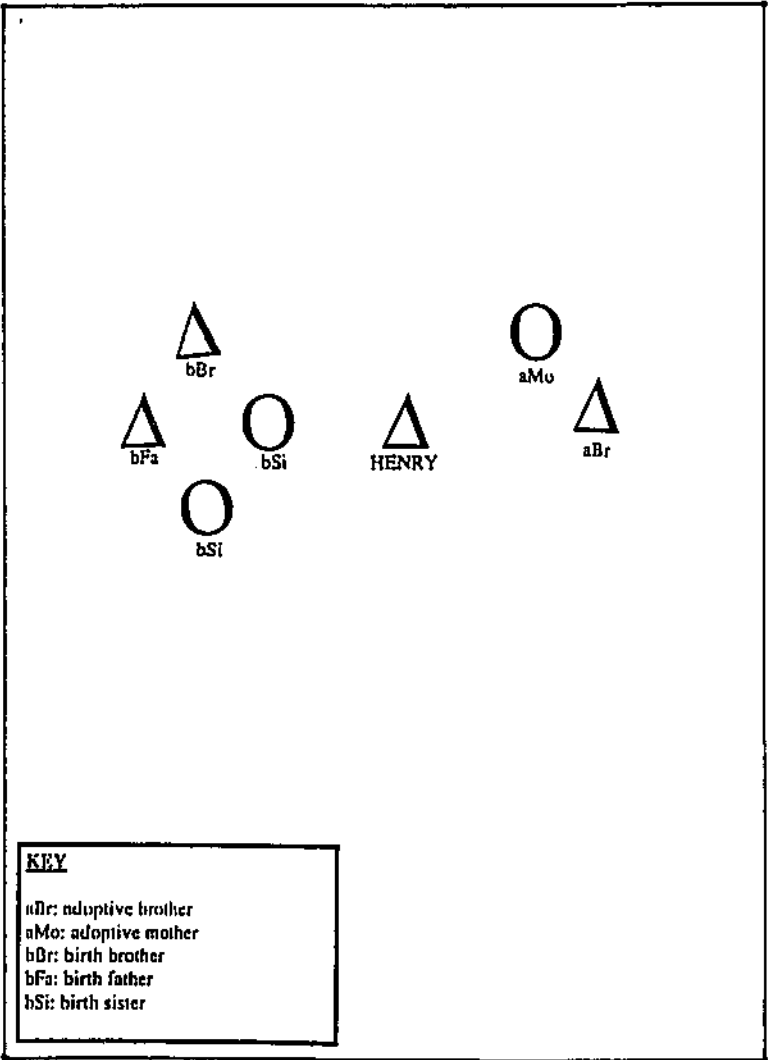 bBr
aMo
bFa
bSi
HENRY
aBr
bSi
KEY
aBr: adoptive brother
aMo: adoptive mother
bBr: birth brother
bFa: birth father
bSi: birth sister